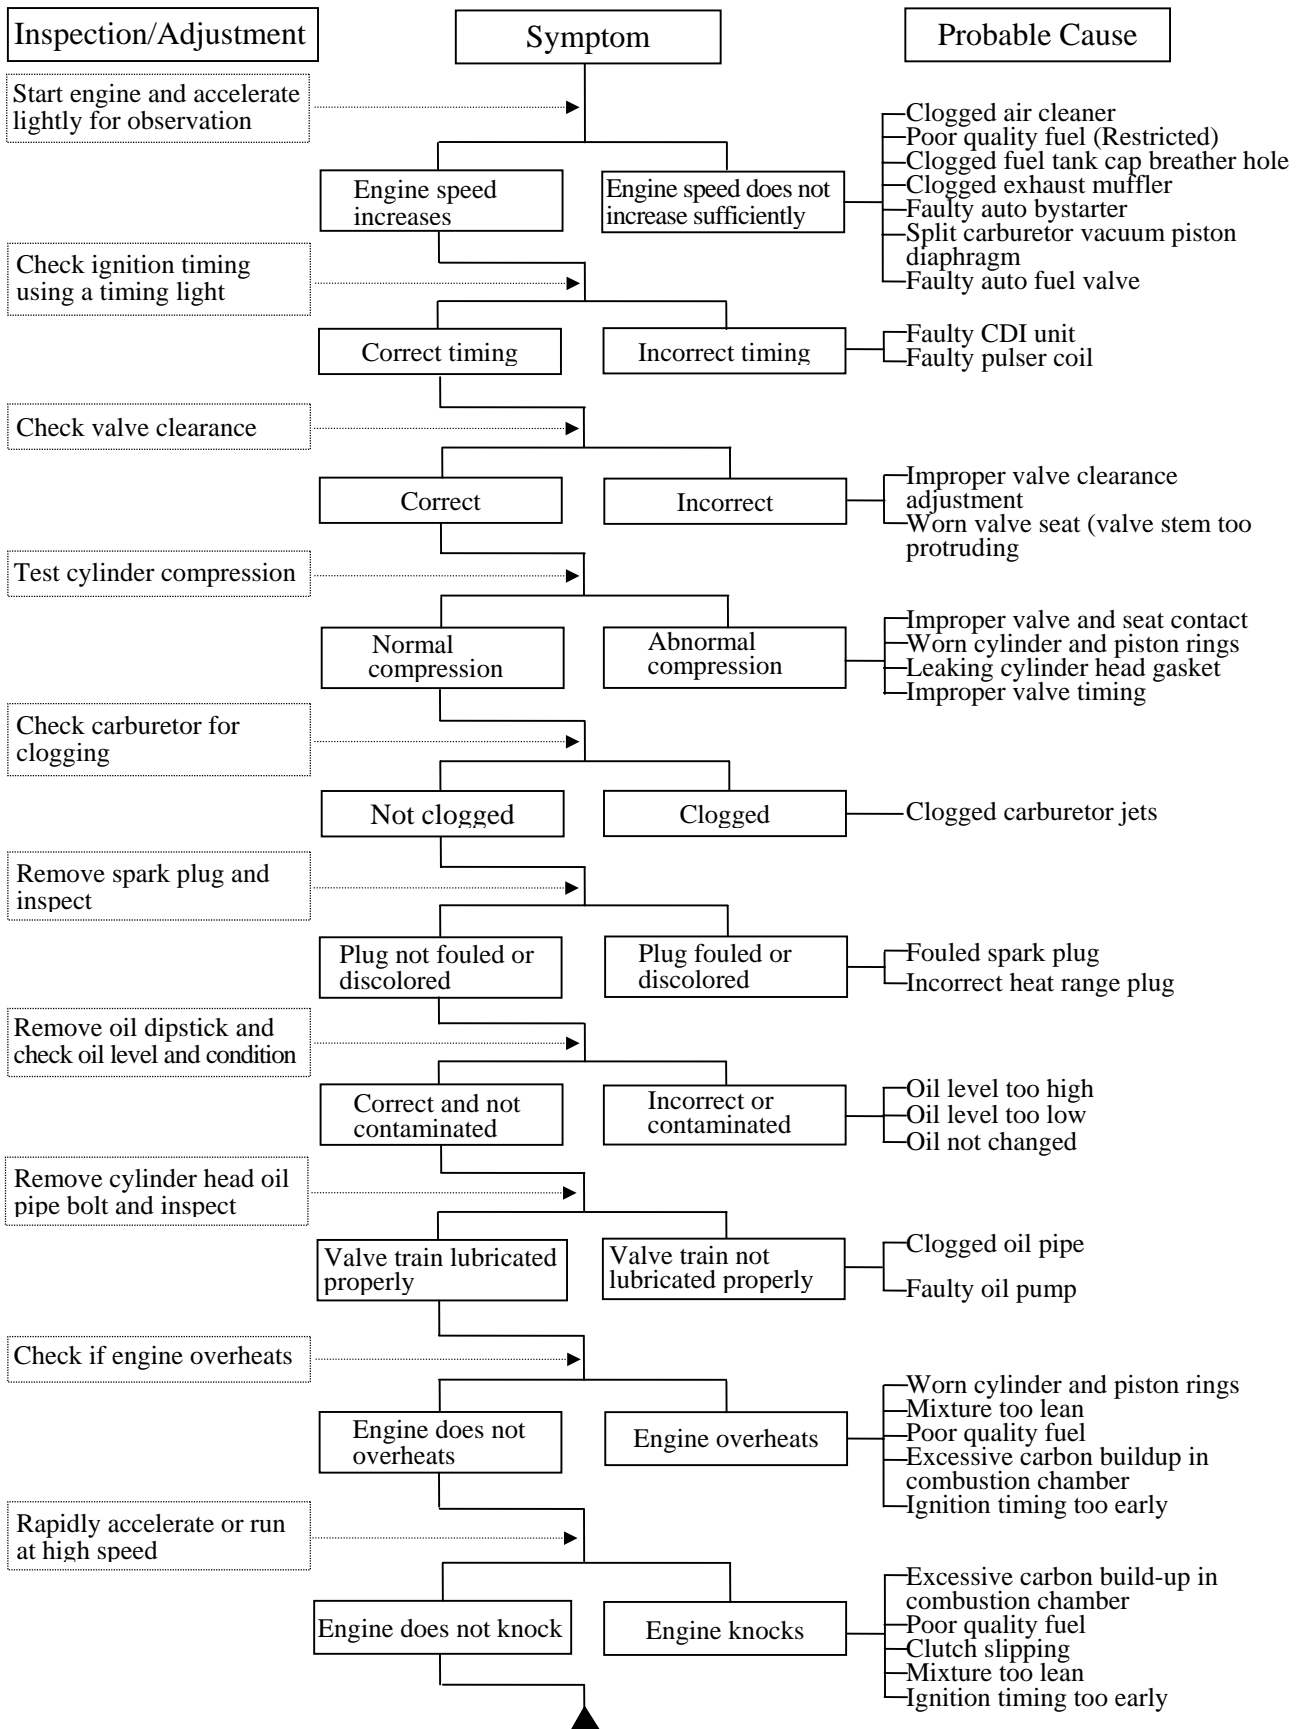 Inspection/Adjustment
Symptom
Probable Cause
Start engine and accelerate
lightly for observation
Engine speed
increases
Engine speed does not
increase sufficiently
Clogged air cleaner
Poor quality fuel (Restricted)
Clogged fuel tank cap breather hole
Clogged exhaust muffler
Faulty auto bystarter
Split carburetor vacuum piston
diaphragm
Faulty auto fuel valve
Check ignition timing
using a timing light
Correct timing
Incorrect timing
Faulty CDI unit
Faulty pulser coil
Check valve clearance
Correct
Incorrect
Improper valve clearance
adjustment
Worn valve seat (valve stem too
protruding
Test cylinder compression
Normal
compression
Abnormal
compression
Improper valve and seat contact
Worn cylinder and piston rings
Leaking cylinder head gasket
Improper valve timing
Check carburetor for
clogging
Not clogged
Clogged
Clogged carburetor jets
Remove spark plug and
inspect
Plug not fouled or
discolored
Plug fouled or
discolored
Fouled spark plug
Incorrect heat range plug
Remove oil dipstick and
check oil level and condition
Correct and not
contaminated
Incorrect or
contaminated
Oil level too high
Oil level too low
Oil not changed
Remove cylinder head oil
pipe bolt and inspect
Valve train lubricated
properly
Valve train not
lubricated properly
Clogged oil pipe
Faulty oil pump
Check if engine overheats
Engine does not
overheats
Engine overheats
Worn cylinder and piston rings
Mixture too lean
Poor quality fuel
Excessive carbon buildup in
combustion chamber
Ignition timing too early
Rapidly accelerate or run
at high speed
Engine does not knock
Engine knocks
Excessive carbon build-up in
combustion chamber
Poor quality fuel
Clutch slipping
Mixture too lean
Ignition timing too early